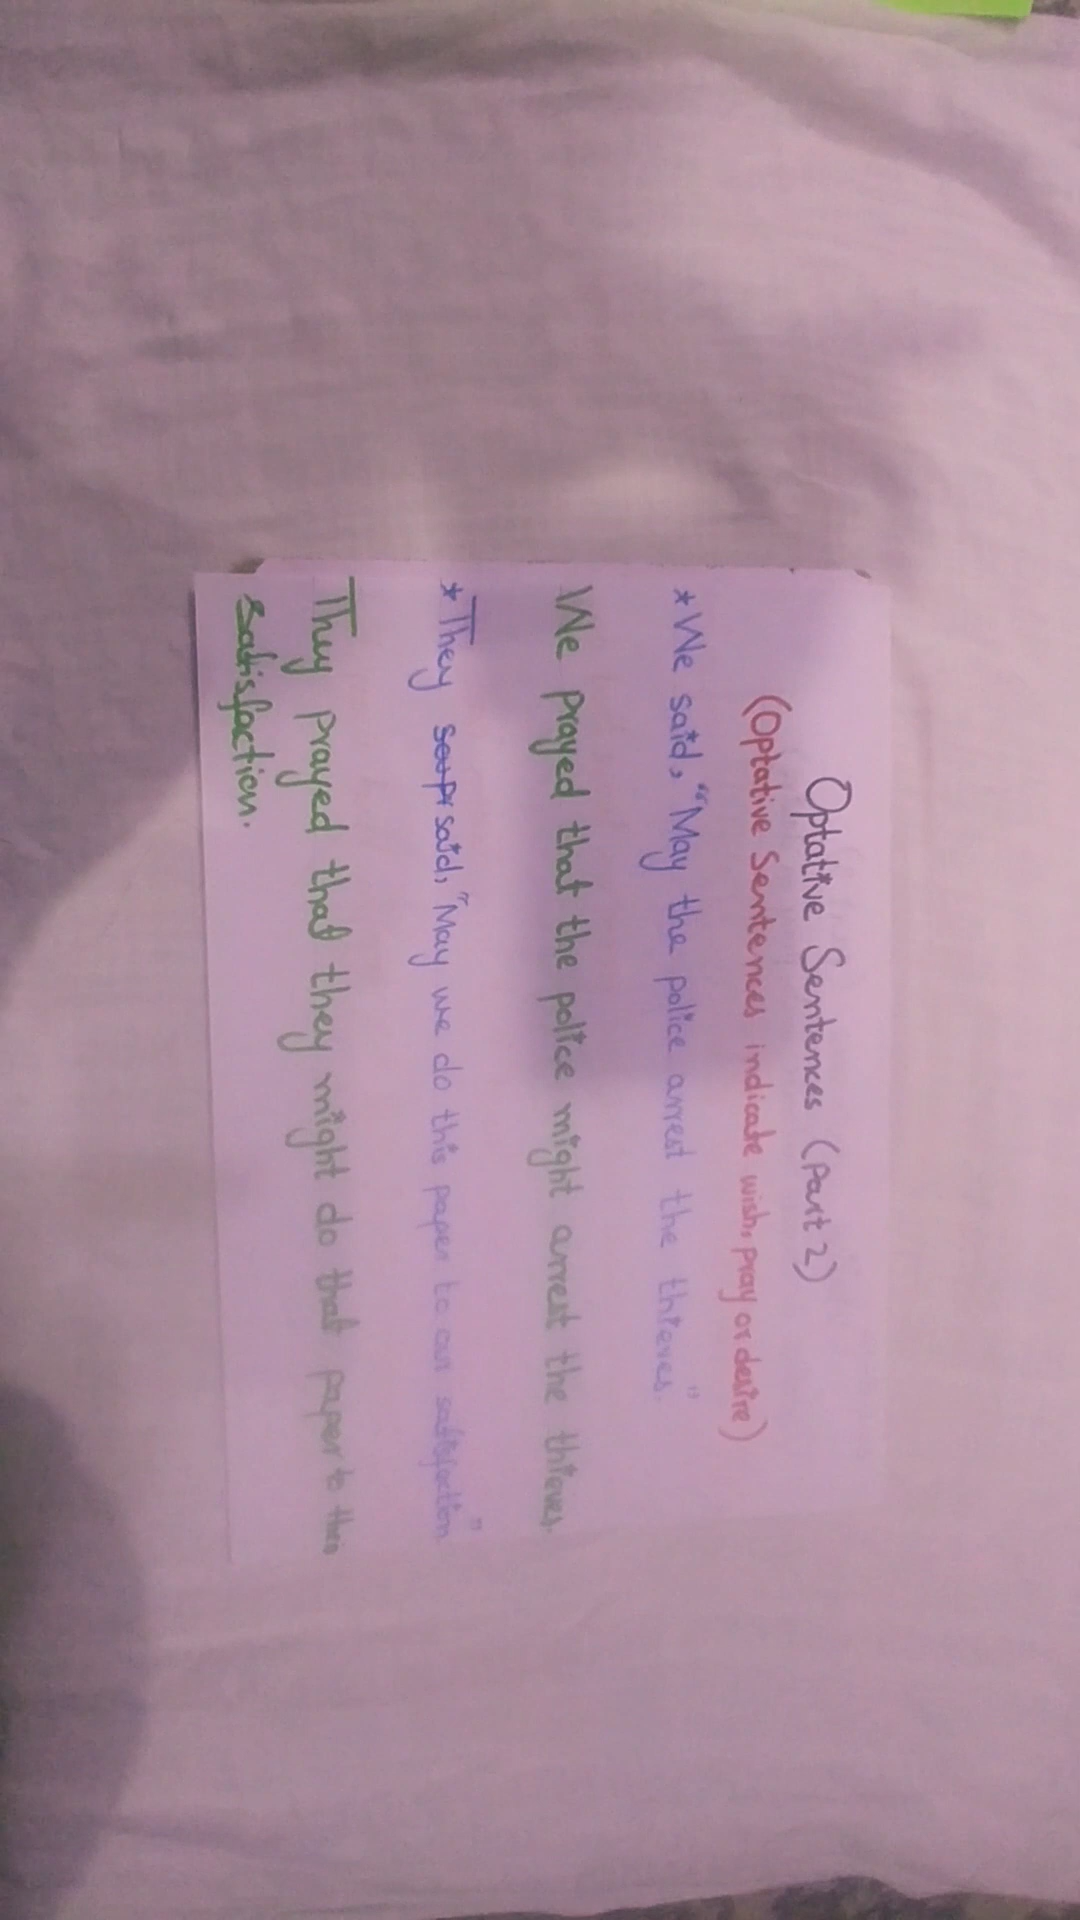 Optative Sentences (Part 2)
(Optative Sentences indicate wish, pray or desire)
* We said, "May the police arrest the thieves."
We prayed that the police might arrest the thieves.
* They said, "May we do this paper to our satisfaction."
They prayed that they might do that paper to
satisfaction.